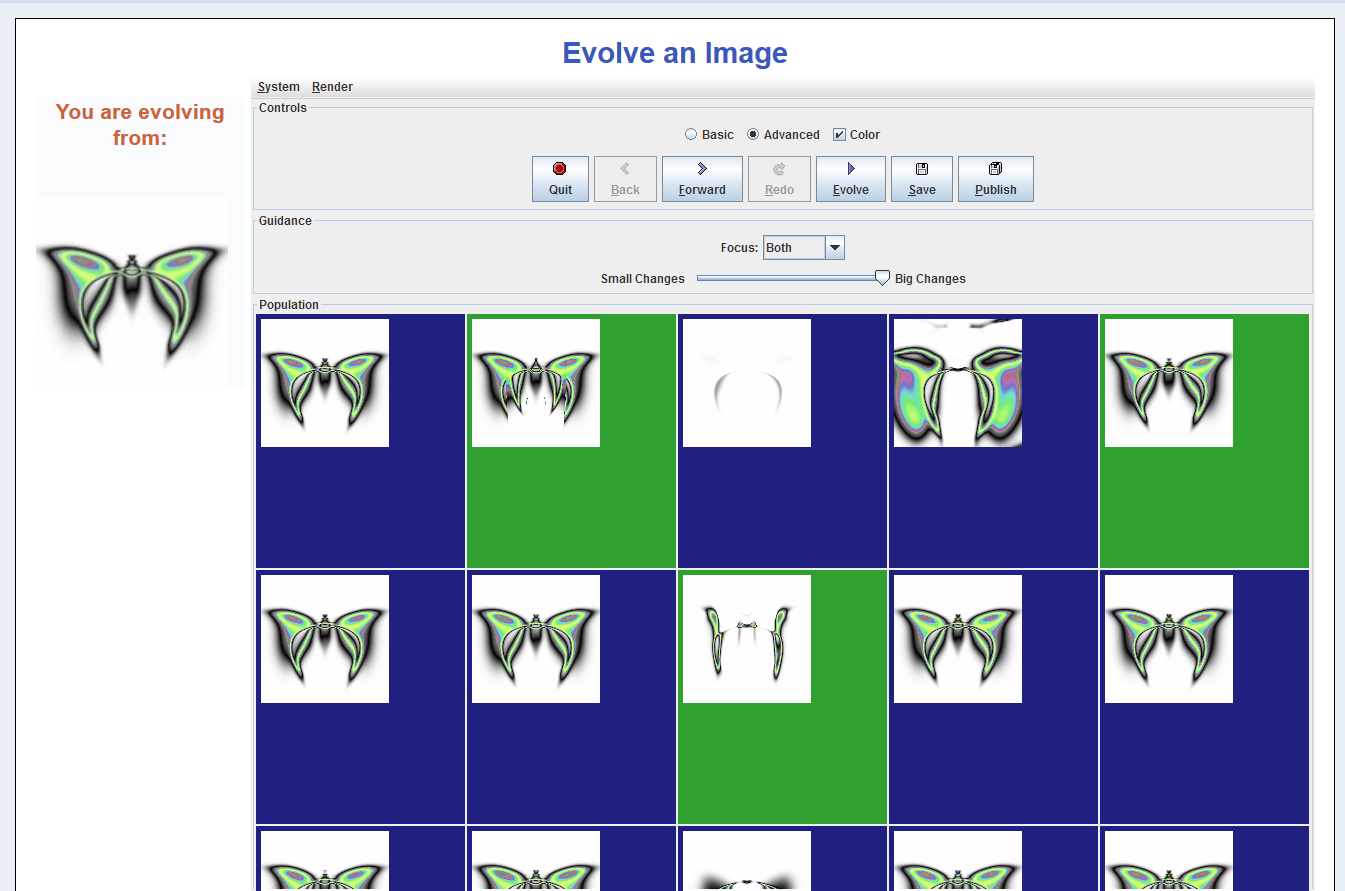 Evolve an Image
System Render
You are evolving
from:
Controls
Basic Advanced Color
Quit Back Forward Redo Evolve Save Publish
Guidance
Focus: Both
Small Changes Big Changes
Population